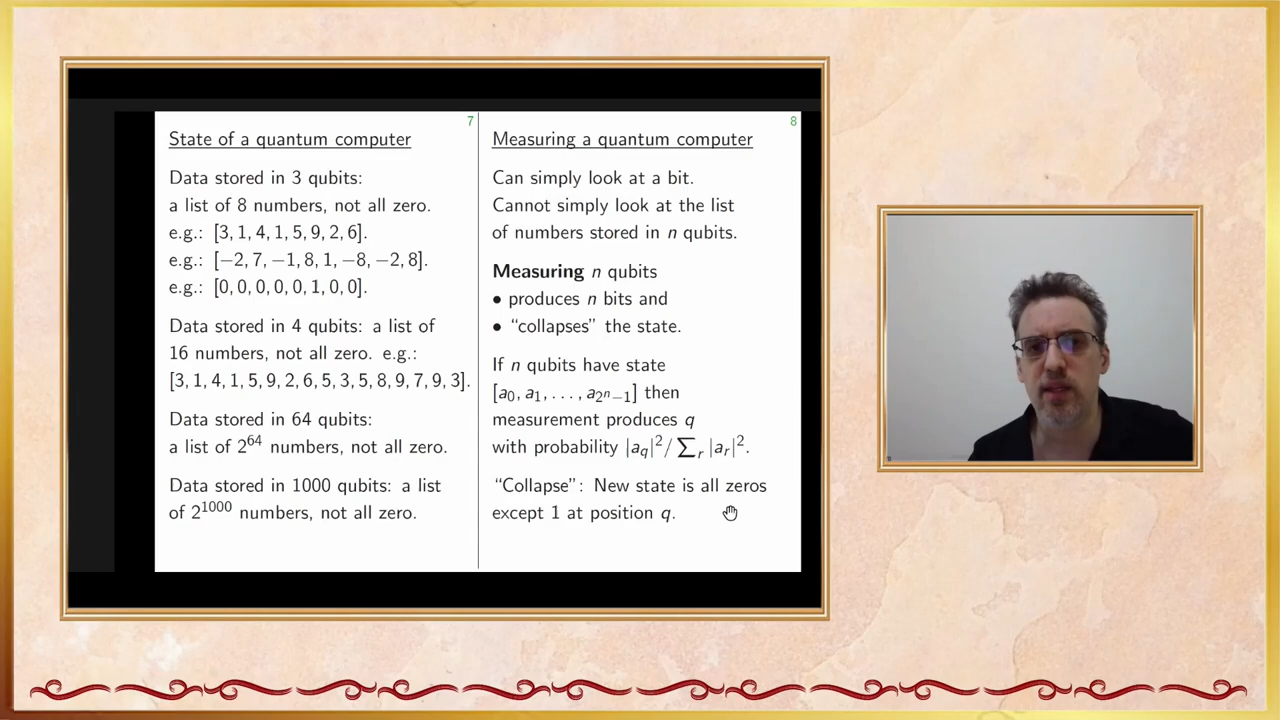 7
State of a quantum computer
Data stored in 3 qubits:
a list of 8 numbers, not all zero.
e.g.: [3, 1, 4, 1, 5, 9, 2, 6].
e.g.: [−2, 7, −1, 8, 1, −8, −2, 8].
e.g.: [0, 0, 0, 0, 0, 1, 0, 0].
Data stored in 4 qubits: a list of
16 numbers, not all zero. e.g.:
[3, 1, 4, 1, 5, 9, 2, 6, 5, 3, 5, 8, 9, 7, 9, 3].
Data stored in 64 qubits:
a list of 2^64 numbers, not all zero.
Data stored in 1000 qubits: a list
of 2^1000 numbers, not all zero.
8
Measuring a quantum computer
Can simply look at a bit.
Cannot simply look at the list
of numbers stored in n qubits.
Measuring n qubits
• produces n bits and
• “collapses” the state.
If n qubits have state
[a_0, a_1, . . . , a_{2^n−1}] then
measurement produces q
with probability |a_q|^2/ ∑_r |a_r|^2.
“Collapse”: New state is all zeros
except 1 at position q.